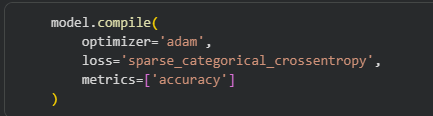 model.compile(
    optimizer='adam',
    loss='sparse_categorical_crossentropy',
    metrics=['accuracy']
)